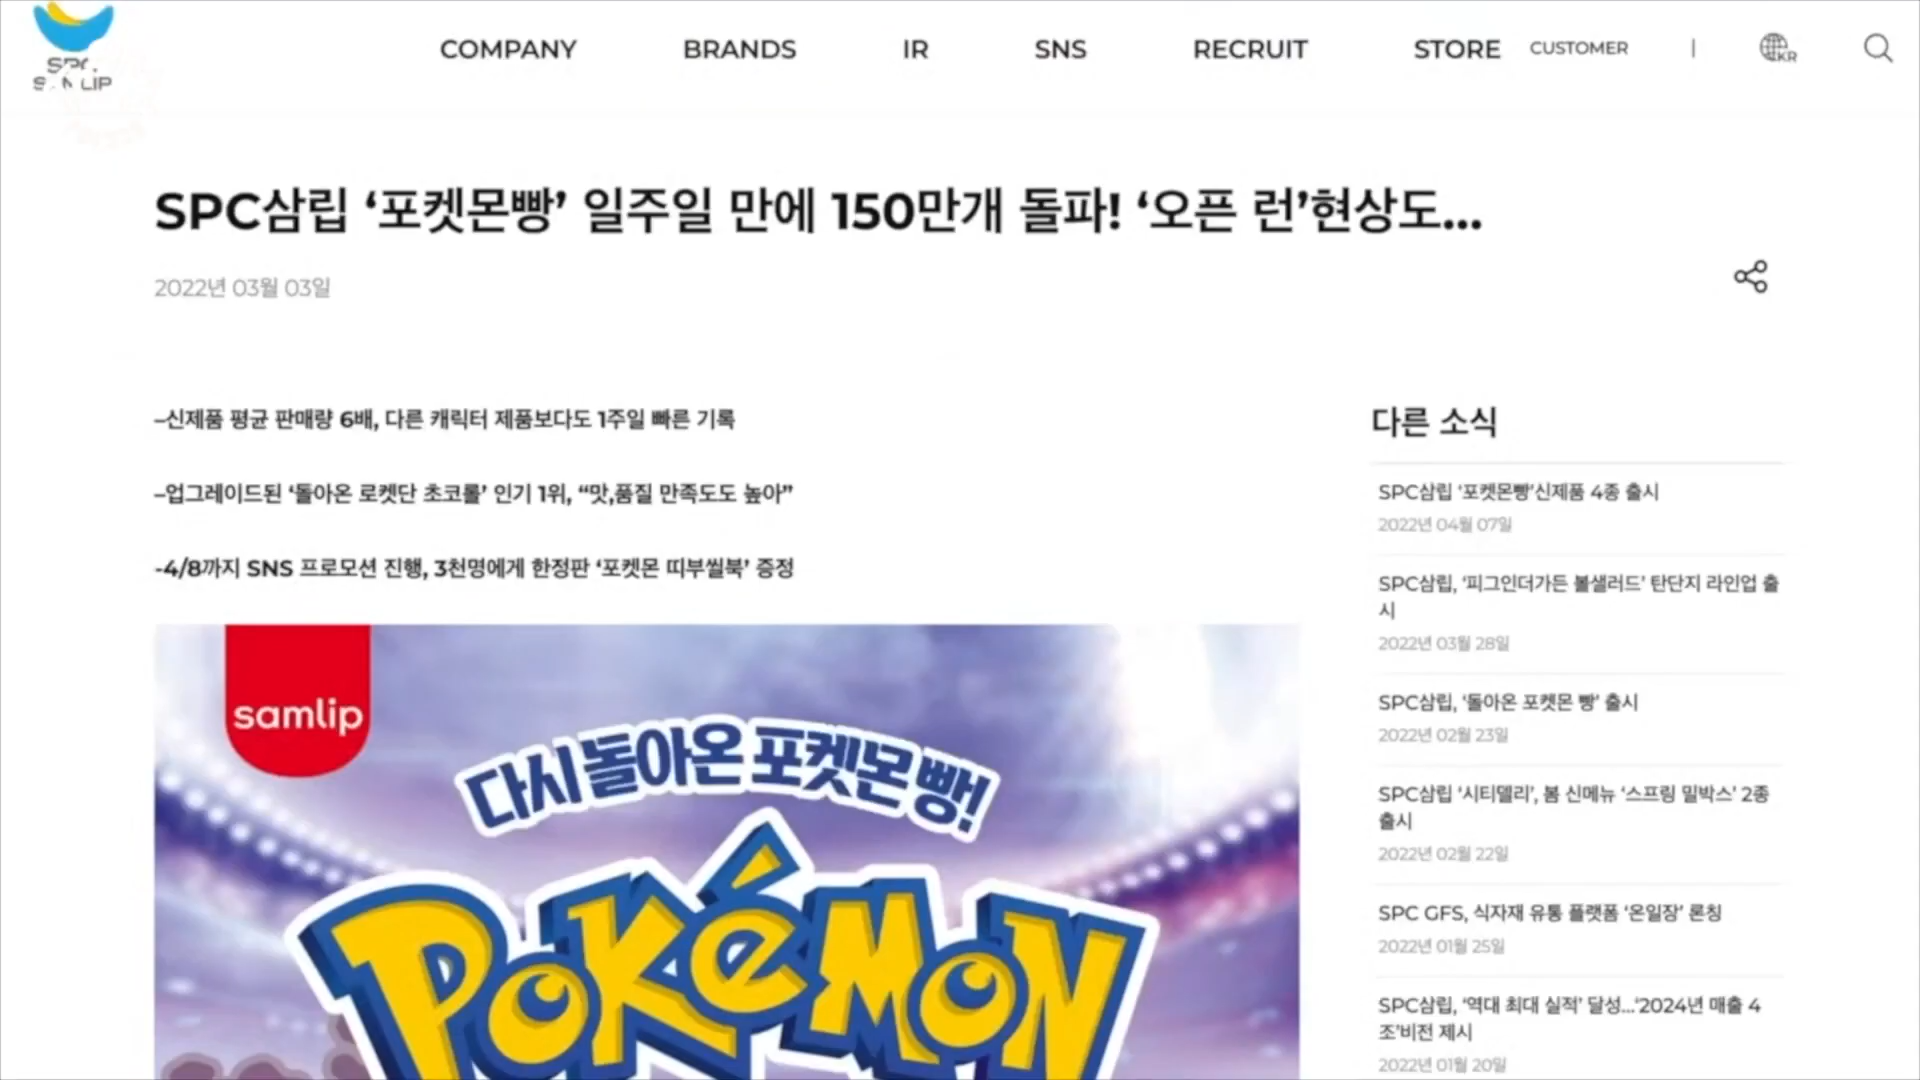 SPC
SAMLIP
COMPANY
BRANDS
IR
SNS
RECRUIT
STORE
CUSTOMER
KR
SPC삼립 ‘포켓몬빵’ 일주일 만에 150만개 돌파! ‘오픈 런’현상도...
2022년 03월 03일
–신제품 평균 판매량 6배, 다른 캐릭터 제품보다도 1주일 빠른 기록
–업그레이드된 ‘돌아온 로켓단 초코롤’ 인기 1위, “맛,품질 만족도도 높아”
-4/8까지 SNS 프로모션 진행, 3천명에게 한정판 ‘포켓몬 띠부씰북’ 증정
samlip
다시 돌아온 포켓몬 빵!
POKéMON
다른 소식
SPC삼립 ‘포켓몬빵’신제품 4종 출시
2022년 04월 07일
SPC삼립, ‘피그인더가든 볼샐러드’ 탄단지 라인업 출
시
2022년 03월 28일
SPC삼립, ‘돌아온 포켓몬 빵’ 출시
2022년 02월 23일
SPC삼립 ‘시티델리’, 봄 신메뉴 ‘스프링 밀박스’ 2종
출시
2022년 02월 22일
SPC GFS, 식자재 유통 플랫폼 ‘온일장’ 론칭
2022년 01월 25일
SPC삼립, ‘역대 최대 실적’ 달성...‘2024년 매출 4
조’비전 제시
2022년 01월 20일